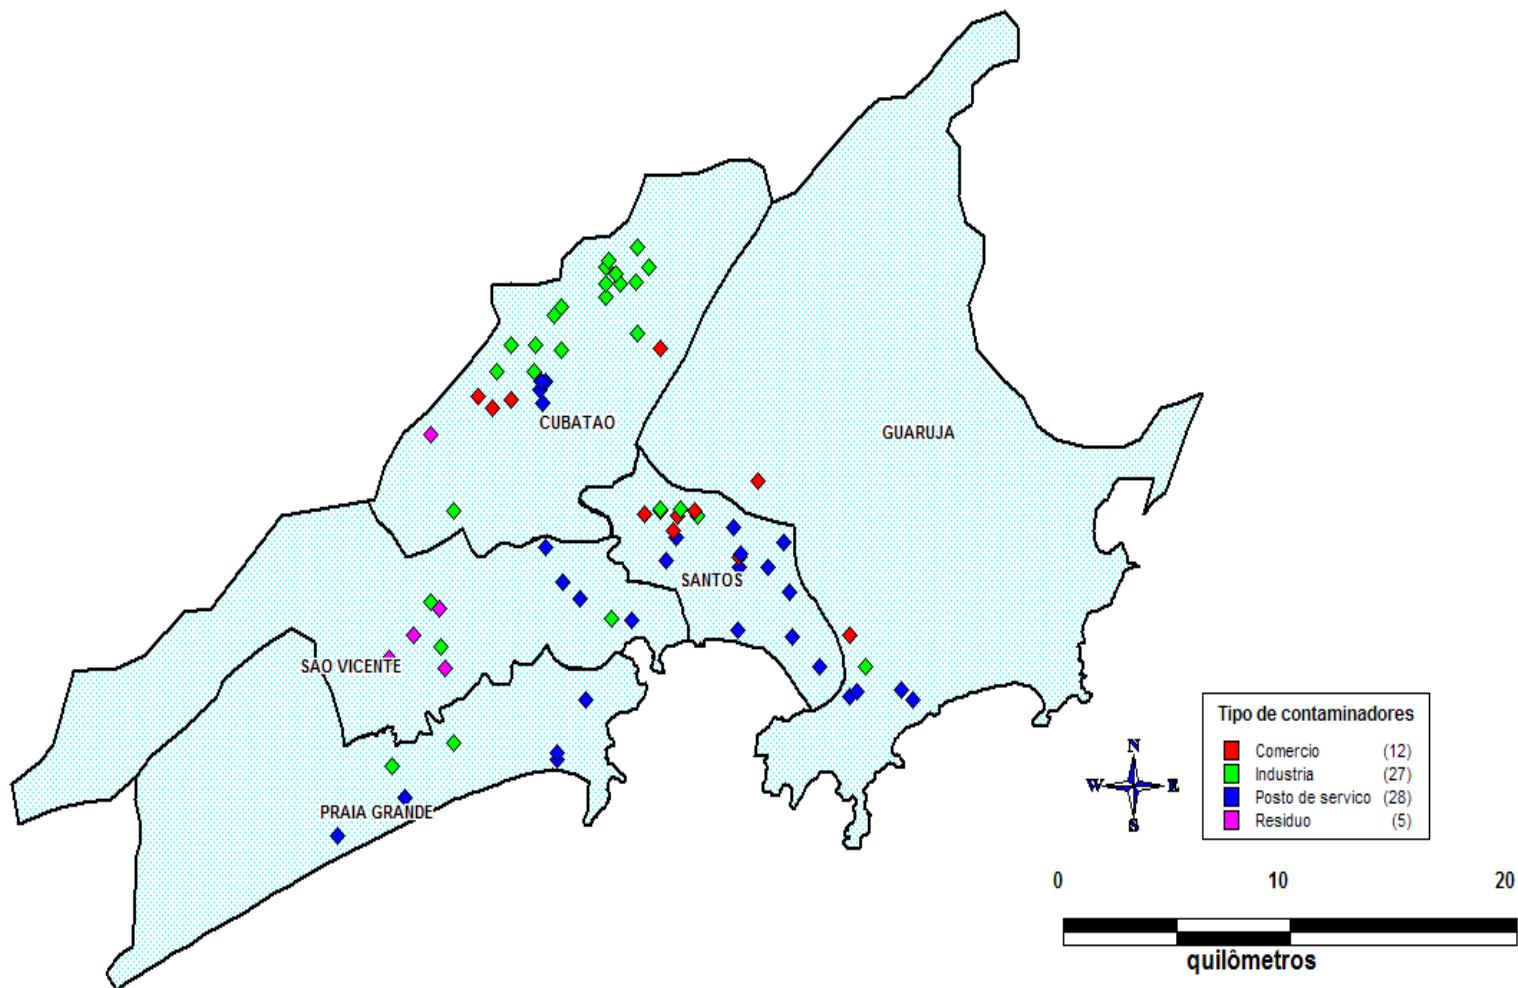 CUBATAO
GUARUJA
SANTOS
SAO VICENTE
PRAIA GRANDE
Tipo de contaminadores
Comercio (12)
Industria (27)
Posto de servico (28)
Residuo (5)
N
W E
S
0 10 20
quilômetros